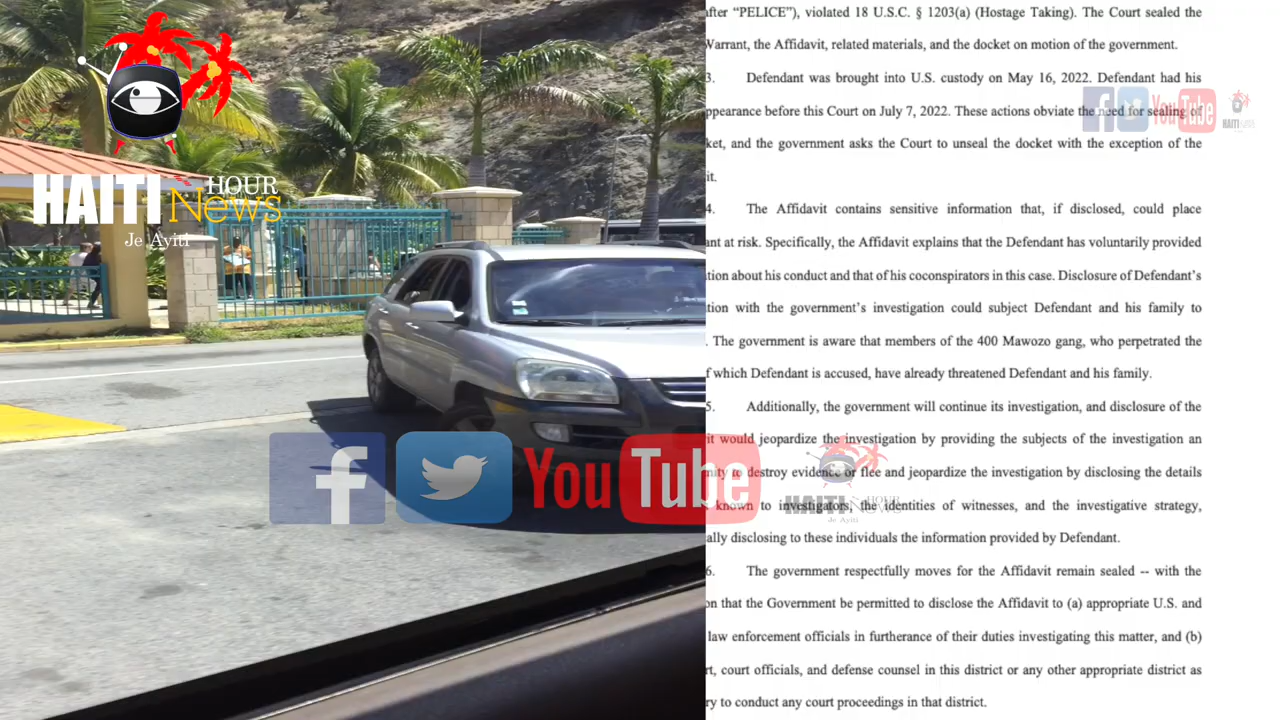 HAITI HOUR
News
Je Ayiti
after “PELICE”), violated 18 U.S.C. § 1203(a) (Hostage Taking). The Court sealed the
Warrant, the Affidavit, related materials, and the docket on motion of the government.
3. Defendant was brought into U.S. custody on May 16, 2022. Defendant had his
ppearance before this Court on July 7, 2022. These actions obviate the need for sealing of
ket, and the government asks the Court to unseal the docket with the exception of the
it.
4. The Affidavit contains sensitive information that, if disclosed, could place
ant at risk. Specifically, the Affidavit explains that the Defendant has voluntarily provided
tion about his conduct and that of his coconspirators in this case. Disclosure of Defendant’s
tion with the government’s investigation could subject Defendant and his family to
. The government is aware that members of the 400 Mawozo gang, who perpetrated the
f which Defendant is accused, have already threatened Defendant and his family.
5. Additionally, the government will continue its investigation, and disclosure of the
it would jeopardize the investigation by providing the subjects of the investigation an
nity to destroy evidence or flee and jeopardize the investigation by disclosing the details
known to investigators, the identities of witnesses, and the investigative strategy,
ally disclosing to these individuals the information provided by Defendant.
6. The government respectfully moves for the Affidavit remain sealed -- with the
on that the Government be permitted to disclose the Affidavit to (a) appropriate U.S. and
law enforcement officials in furtherance of their duties investigating this matter, and (b)
rt, court officials, and defense counsel in this district or any other appropriate district as
ry to conduct any court proceedings in that district.
f YouTube
HAITI HOUR
News
Je Ayiti
f YouTube
HAITI